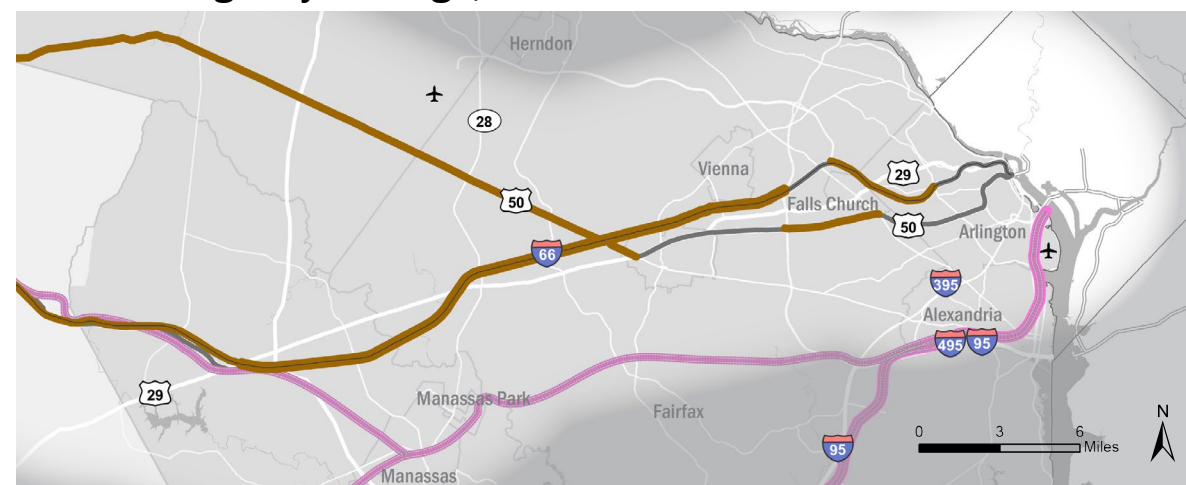 Herndon
28
Vienna
29
50
Falls Church
50
Arlington
66
395
Alexandria
495
95
29
Manassas Park
Fairfax
N
0 3 6
Miles
95
Manassas